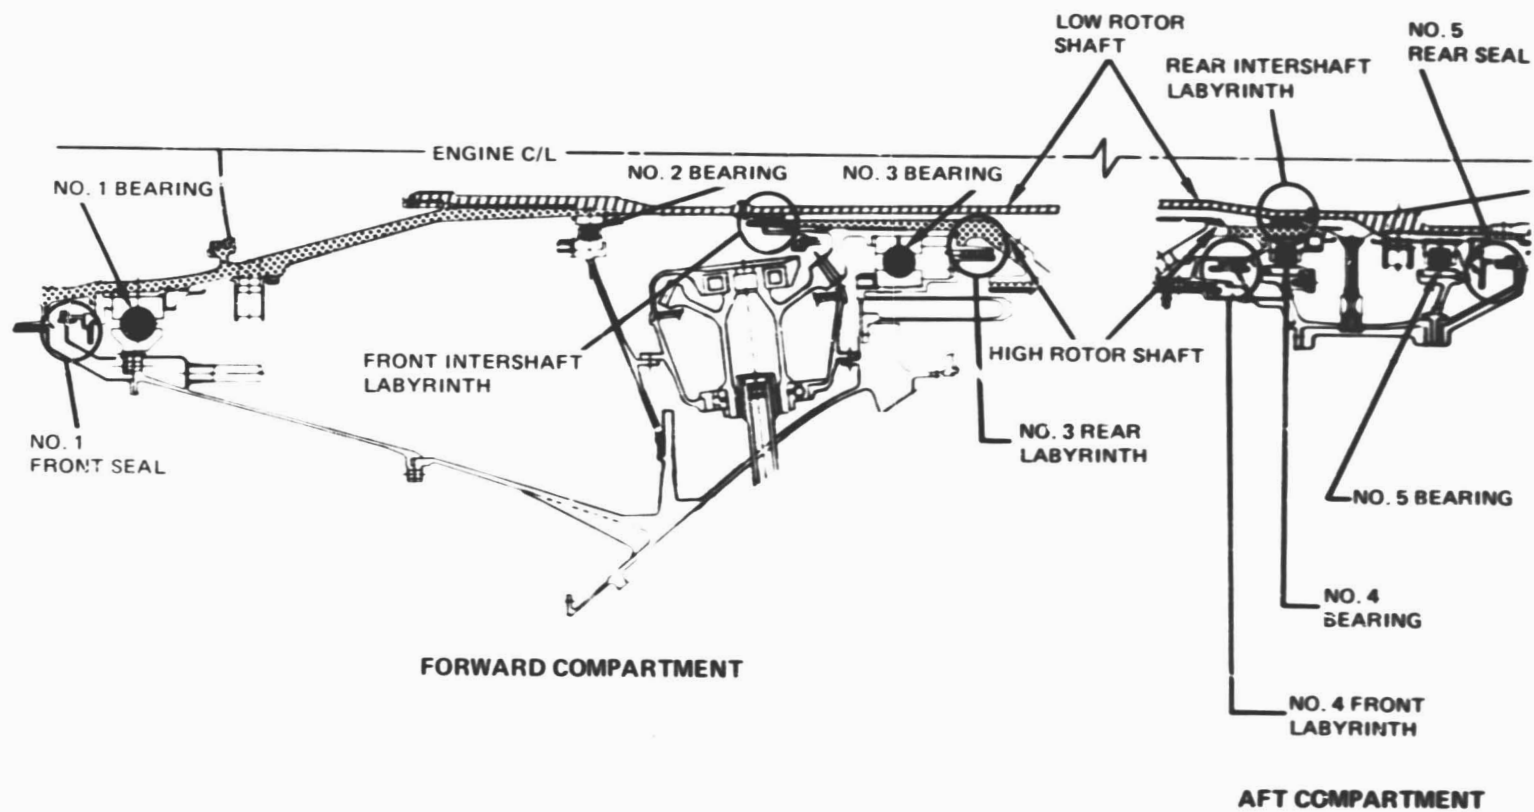 LOW ROTOR
SHAFT
NO. 5
REAR SEAL
REAR INTERSHAFT
LABYRINTH
ENGINE C/L
NO. 1 BEARING
NO. 2 BEARING
NO. 3 BEARING
FRONT INTERSHAFT
LABYRINTH
HIGH ROTOR SHAFT
NO. 1
FRONT SEAL
NO. 3 REAR
LABYRINTH
NO. 5 BEARING
NO. 4
BEARING
FORWARD COMPARTMENT
NO. 4 FRONT
LABYRINTH
AFT COMPARTMENT